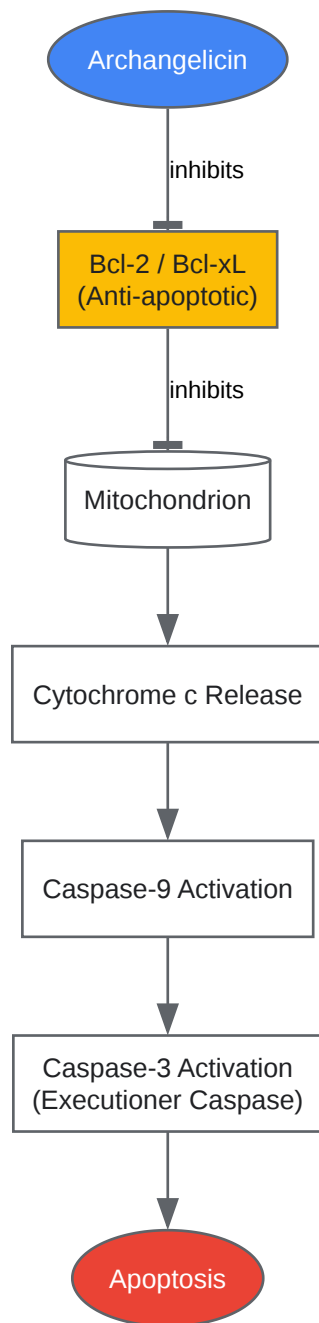 Archangelicin
inhibits
Bcl-2 / Bcl-xL
(Anti-apoptotic)
inhibits
Mitochondrion
Cytochrome c Release
Caspase-9 Activation
Caspase-3 Activation
(Executioner Caspase)
Apoptosis